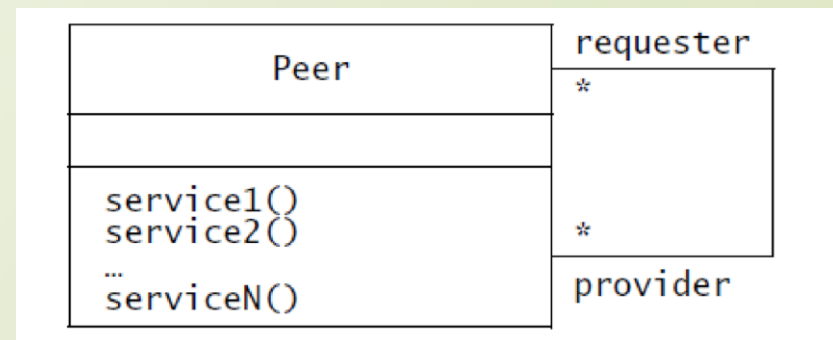 Peer
requester
*
service1()
service2()
…
serviceN()
*
provider